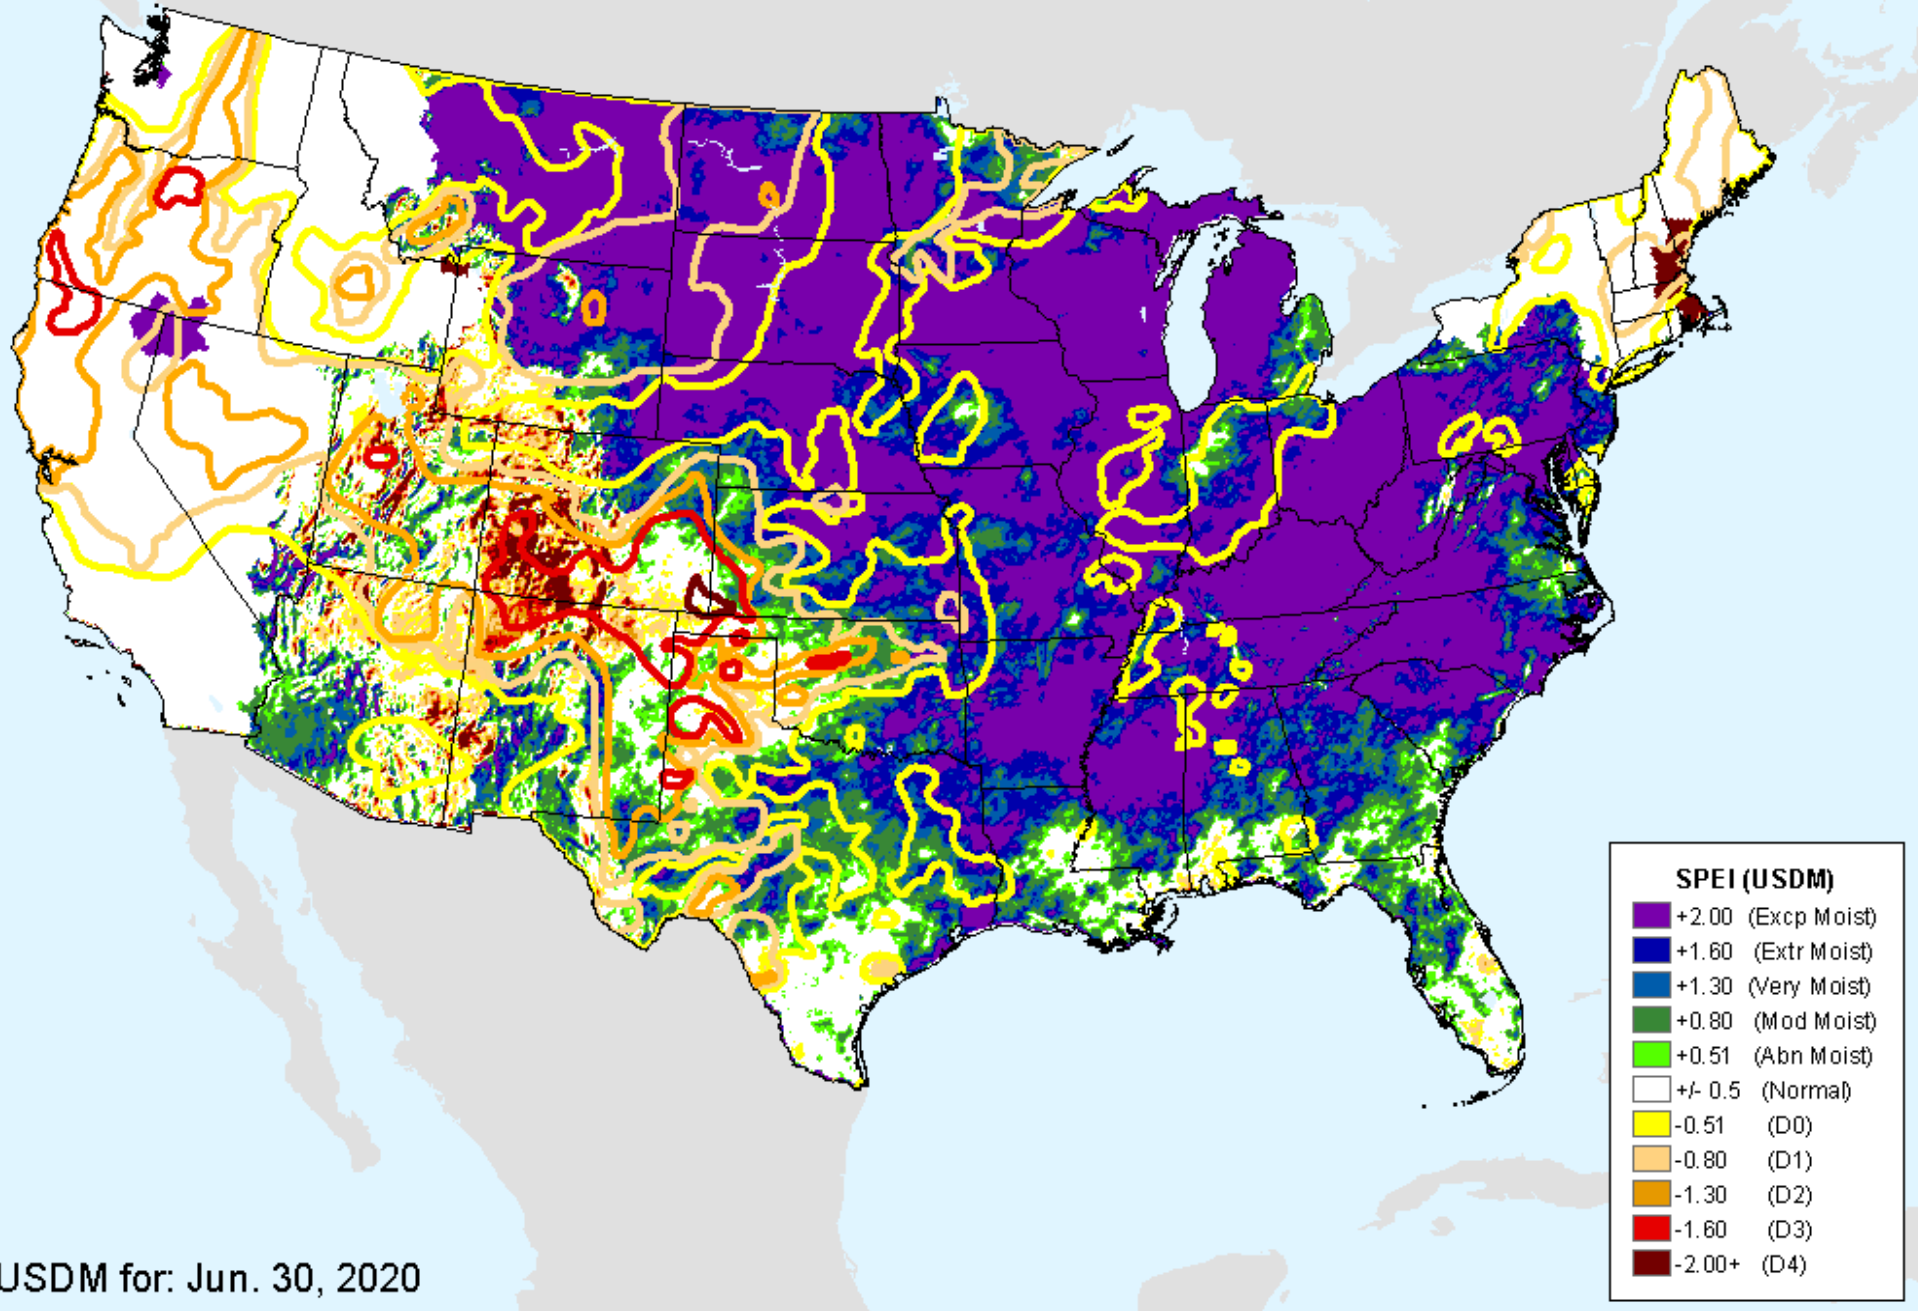 SPEI (USDM)
+2.00 (Excp Moist)
+1.60 (Extr Moist)
+1.30 (Very Moist)
+0.80 (Mod Moist)
+0.51 (Abn Moist)
+/- 0.5 (Normal)
-0.51 (D0)
-0.80 (D1)
-1.30 (D2)
-1.60 (D3)
-2.00+ (D4)
USDM for: Jun. 30, 2020